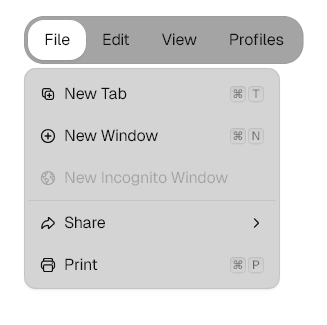 File Edit View Profiles
New Tab ⌘ T
New Window ⌘ N
New Incognito Window
Share
Print ⌘ P